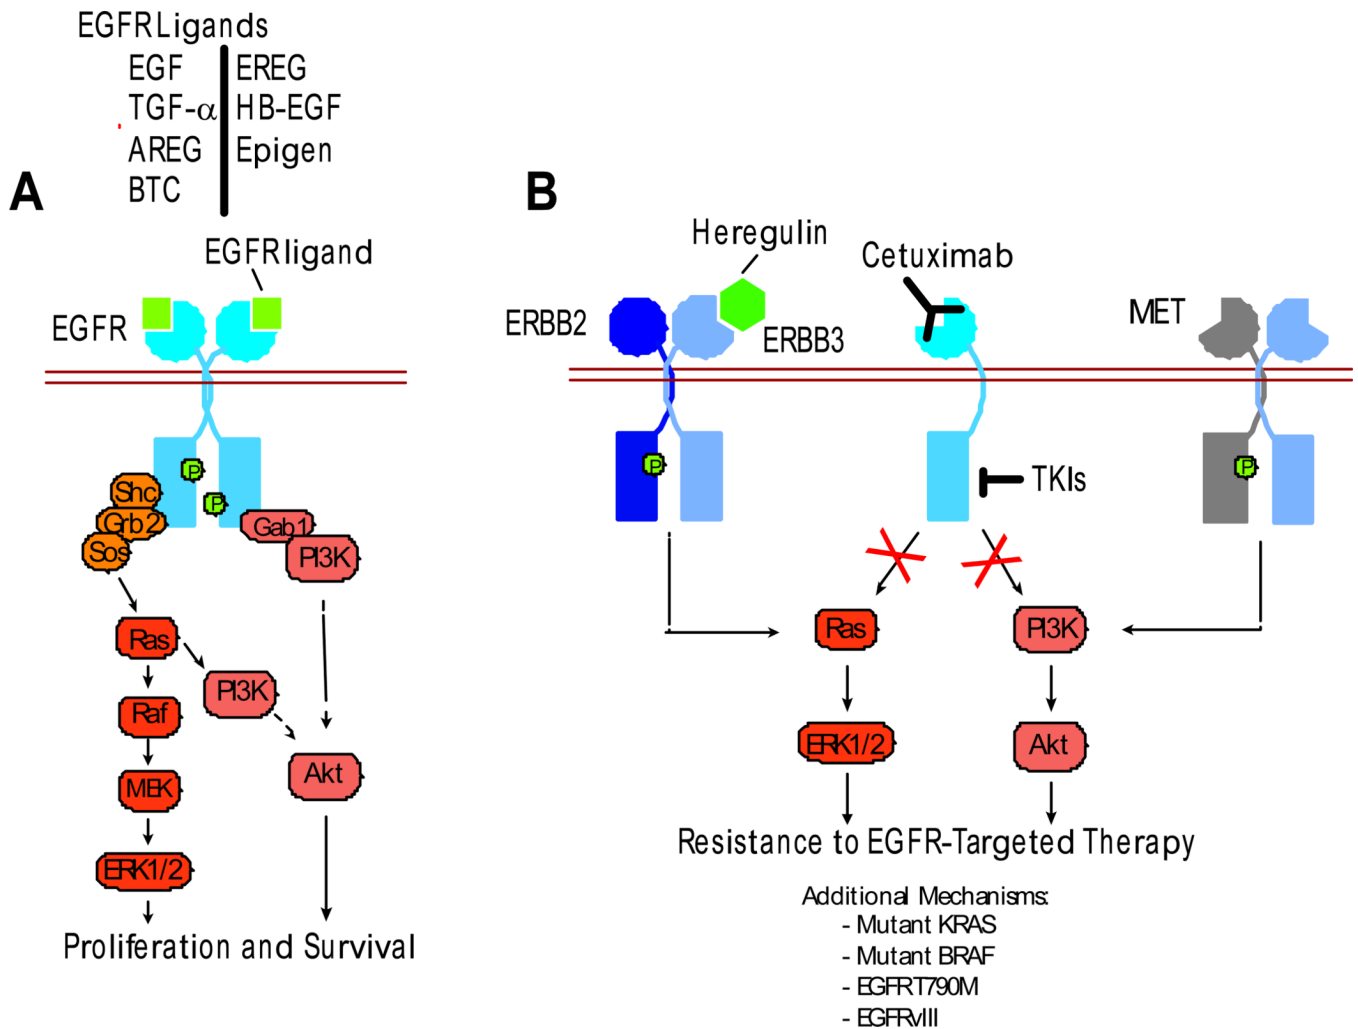 EGFR Ligands
EGF EREG
TGF-α HB-EGF
AREG Epigen
BTC
A
EGFR ligand
EGFR
P
P
Shc
Grb2
Sos
Gab1
PI3K
Ras
PI3K
Raf
Akt
MEK
ERK1/2
Proliferation and Survival
B
Heregulin
Cetuximab
ERBB2
ERBB3
MET
P
TKIs
P
Ras
PI3K
ERK1/2
Akt
Resistance to EGFR-Targeted Therapy
Additional Mechanisms:
- Mutant KRAS
- Mutant BRAF
- EGFRT790M
- EGFRvIII